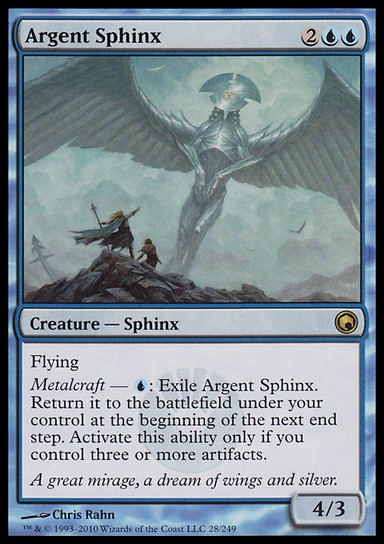 Argent Sphinx 2
Creature — Sphinx
Flying
Metalcraft — : Exile Argent Sphinx.
Return it to the battlefield under your
control at the beginning of the next end
step. Activate this ability only if you
control three or more artifacts.
A great mirage, a dream of wings and silver.
4/3
Chris Rahn
™ & © 1993–2010 Wizards of the Coast LLC 28/249